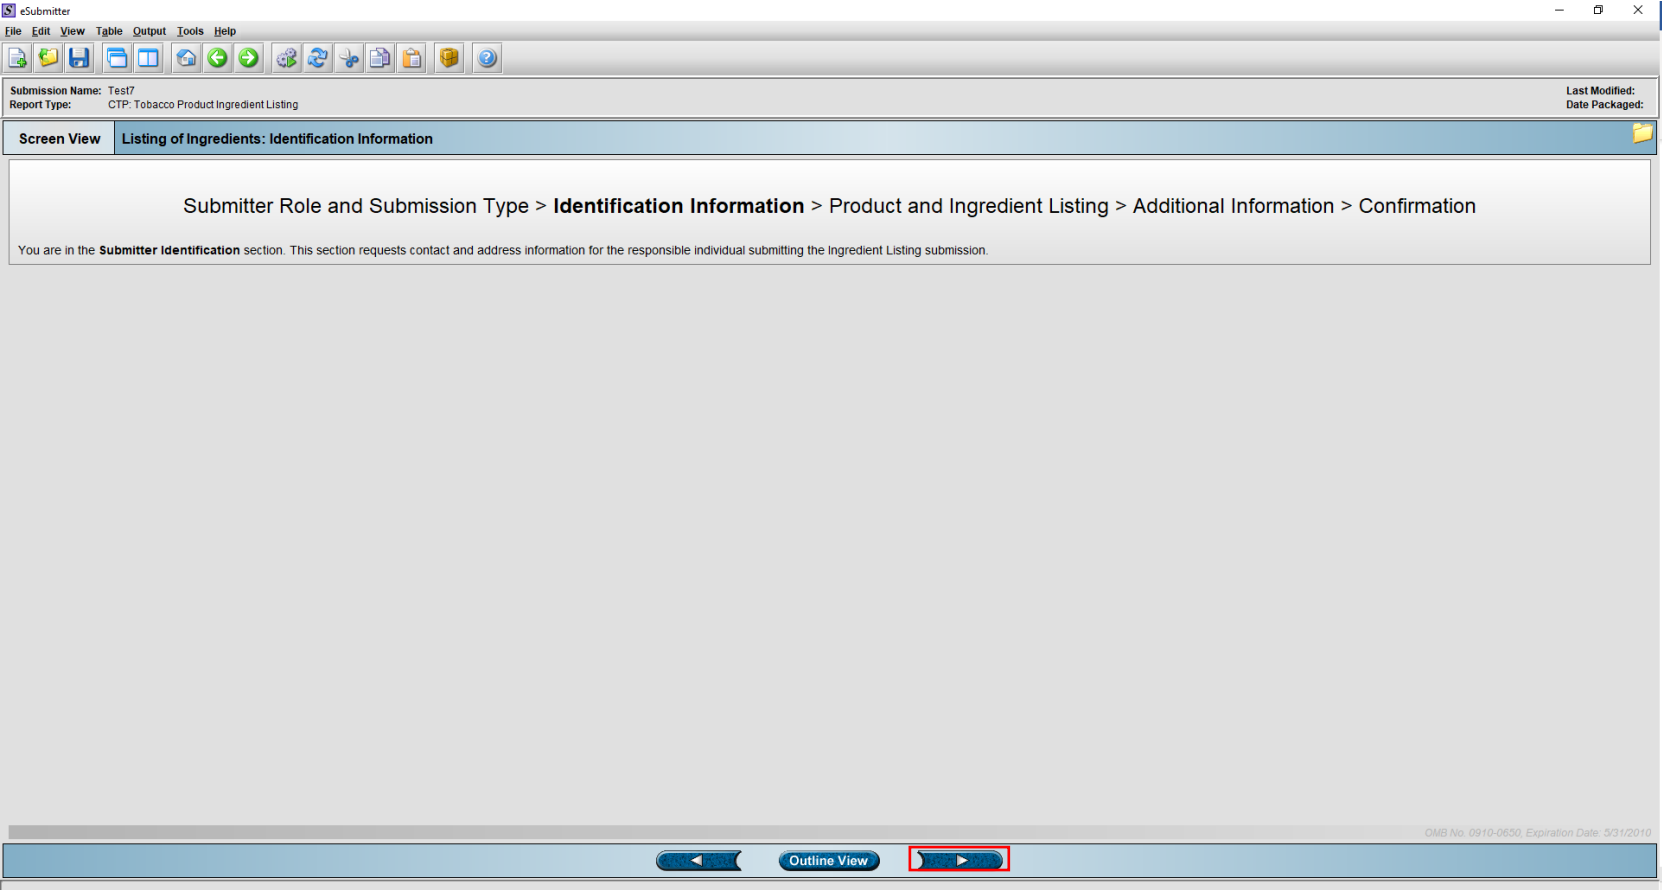 eSubmitter
File Edit View Table Output Tools Help
Submission Name: Test7
Last Modified:
Report Type: CTP: Tobacco Product Ingredient Listing
Date Packaged:
Screen View
Listing of Ingredients: Identification Information
Submitter Role and Submission Type > Identification Information > Product and Ingredient Listing > Additional Information > Confirmation
You are in the Submitter Identification section. This section requests contact and address information for the responsible individual submitting the Ingredient Listing submission.
OMB No. 0910-0650, Expiration Date: 5/31/2010
Outline View